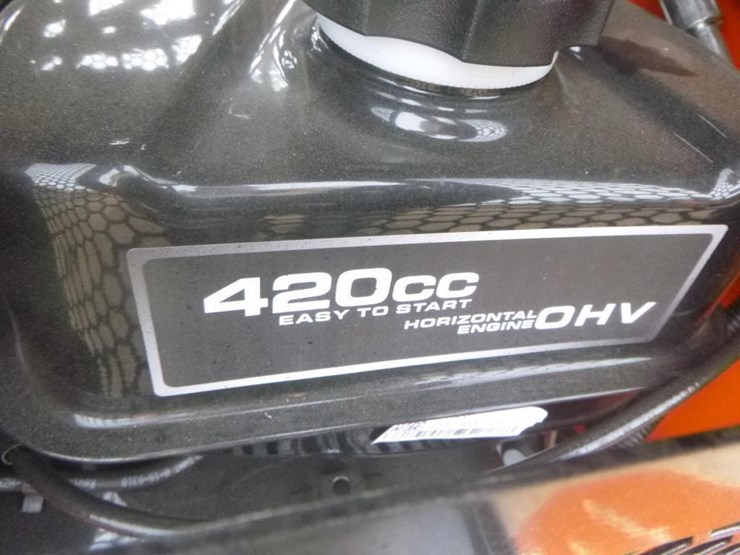 420cc
EASY TO START
HORIZONTAL
ENGINE OHV